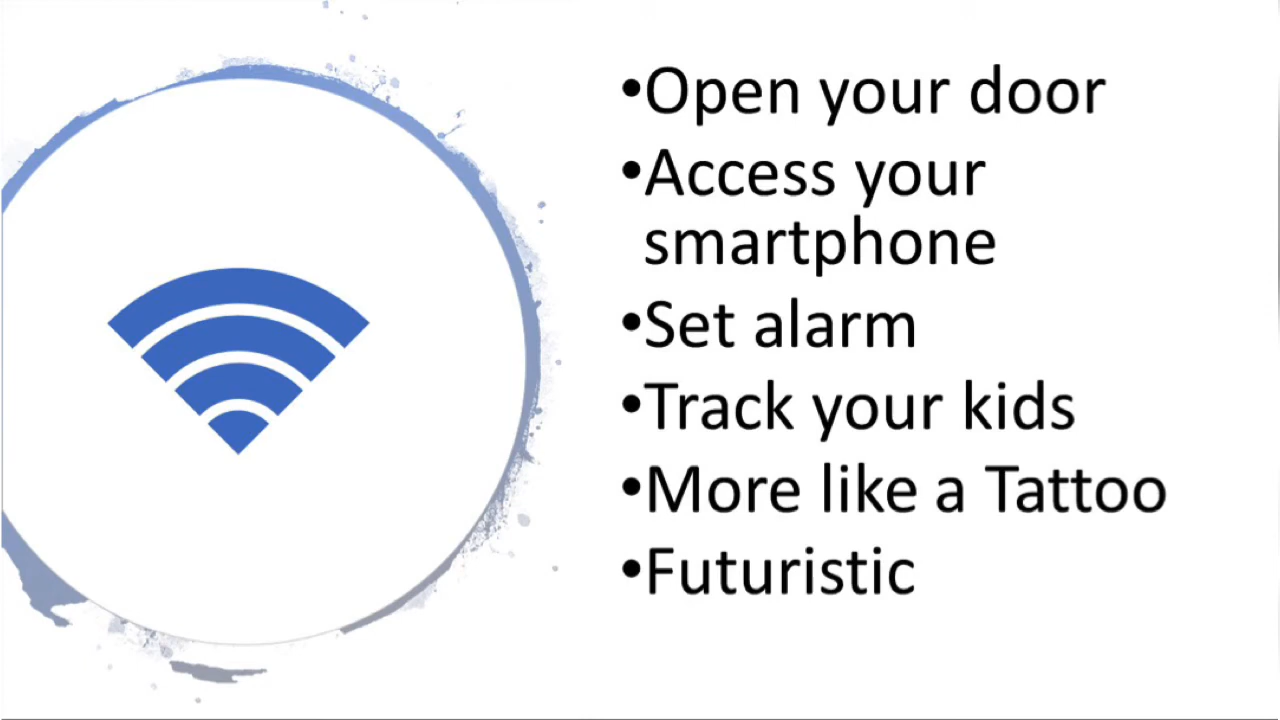 •Open your door
•Access your
smartphone
•Set alarm
•Track your kids
•More like a Tattoo
•Futuristic